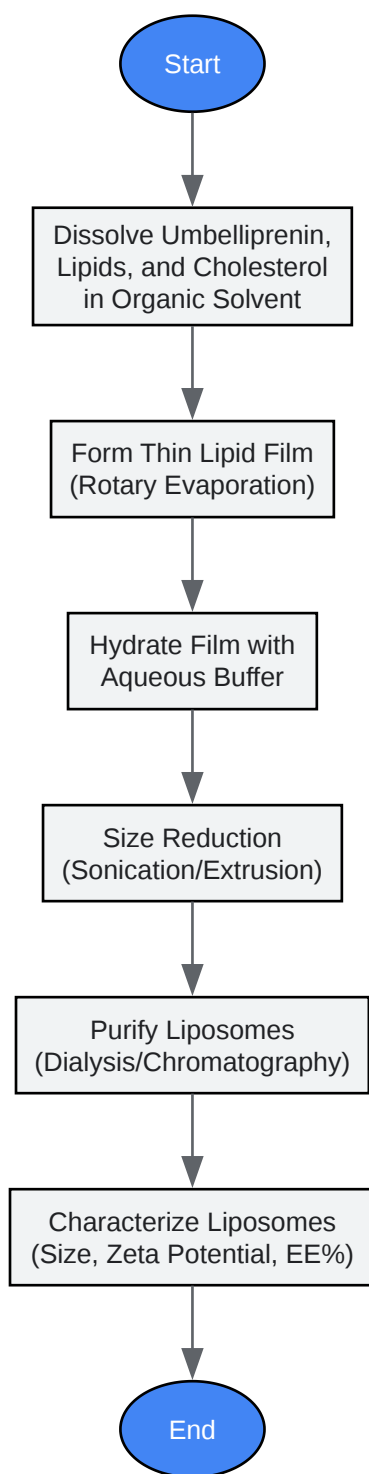 Start
Dissolve Umbelliprenin,
Lipids, and Cholesterol
in Organic Solvent
Form Thin Lipid Film
(Rotary Evaporation)
Hydrate Film with
Aqueous Buffer
Size Reduction
(Sonication/Extrusion)
Purify Liposomes
(Dialysis/Chromatography)
Characterize Liposomes
(Size, Zeta Potential, EE%)
End